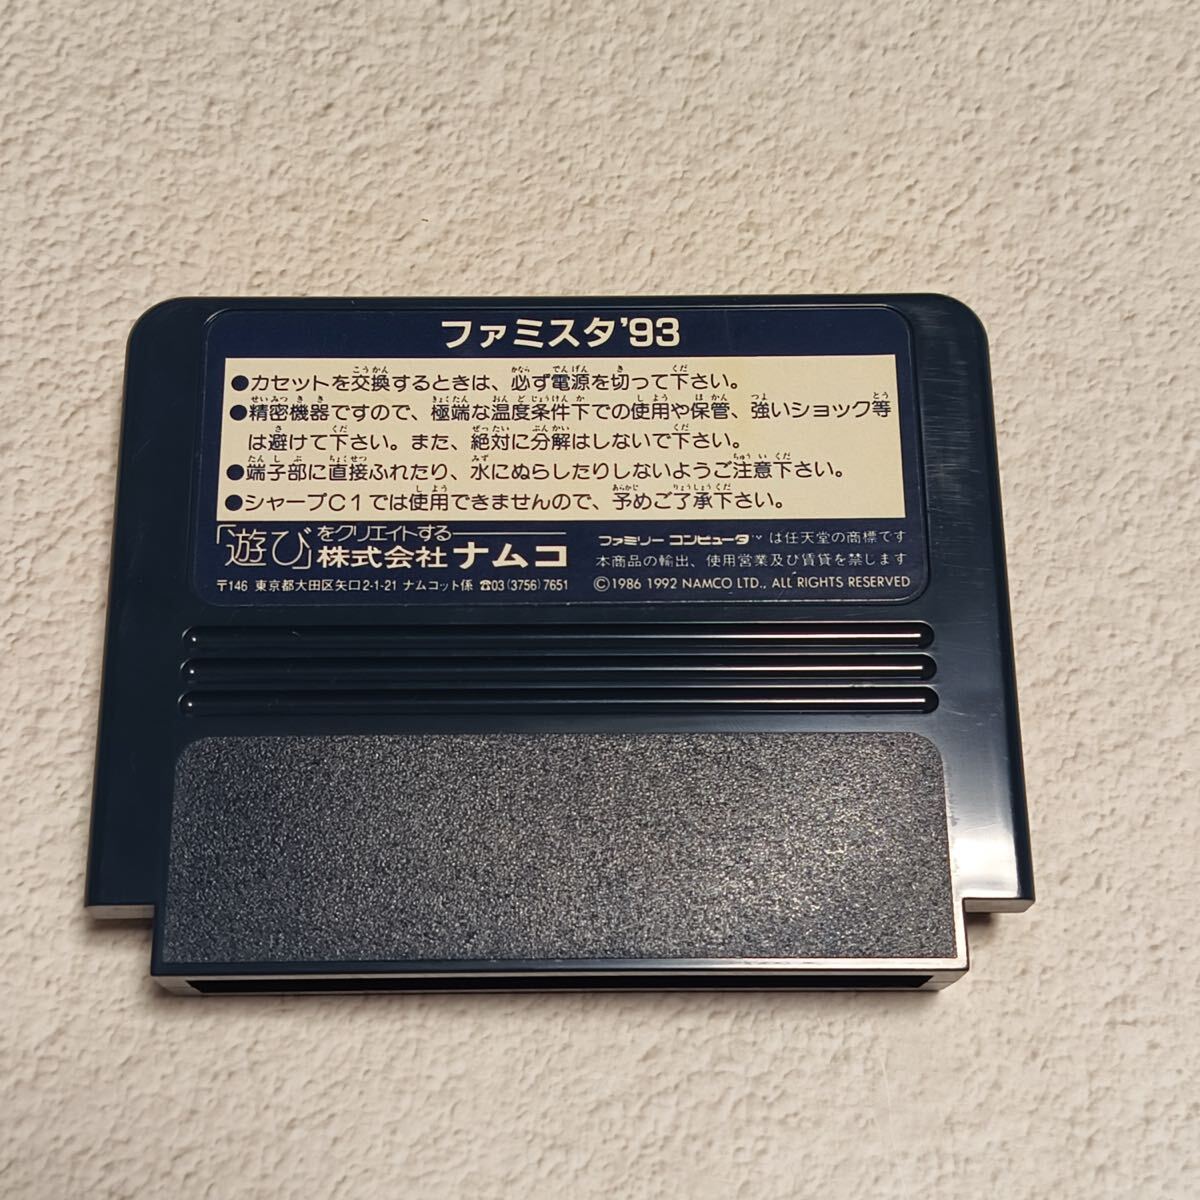 ファミスタ'93
●カセットを交換するときは、必ず電源を切って下さい。
●精密機器ですので、極端な温度条件下での使用や保管、強いショック等
は避けて下さい。また、絶対に分解はしないで下さい。
●端子部に直接ふれたり、水にぬらしたりしないようご注意下さい。
●シャープC1では使用できませんので、予めご了承下さい。
「遊び」をクリエイトする
株式会社ナムコ
〒146 東京都大田区矢口2-1-21 ナムコット係 ☎03(3756)7651
ファミリーコンピュータ™は任天堂の商標です
本商品の輸出、使用営業及び賃貸を禁じます
©1986 1992 NAMCO LTD., ALL RIGHTS RESERVED